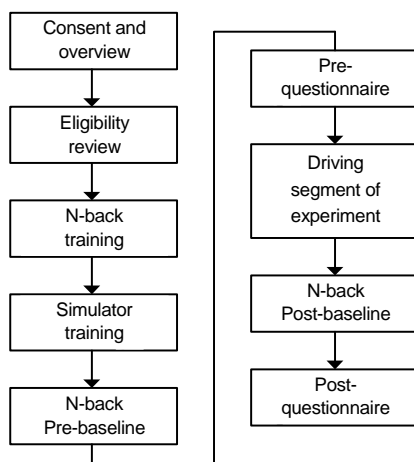 Consent and
overview
Eligibility
review
N-back
training
Simulator
training
N-back
Pre-baseline
Pre-
questionnaire
Driving
segment of
experiment
N-back
Post-baseline
Post-
questionnaire